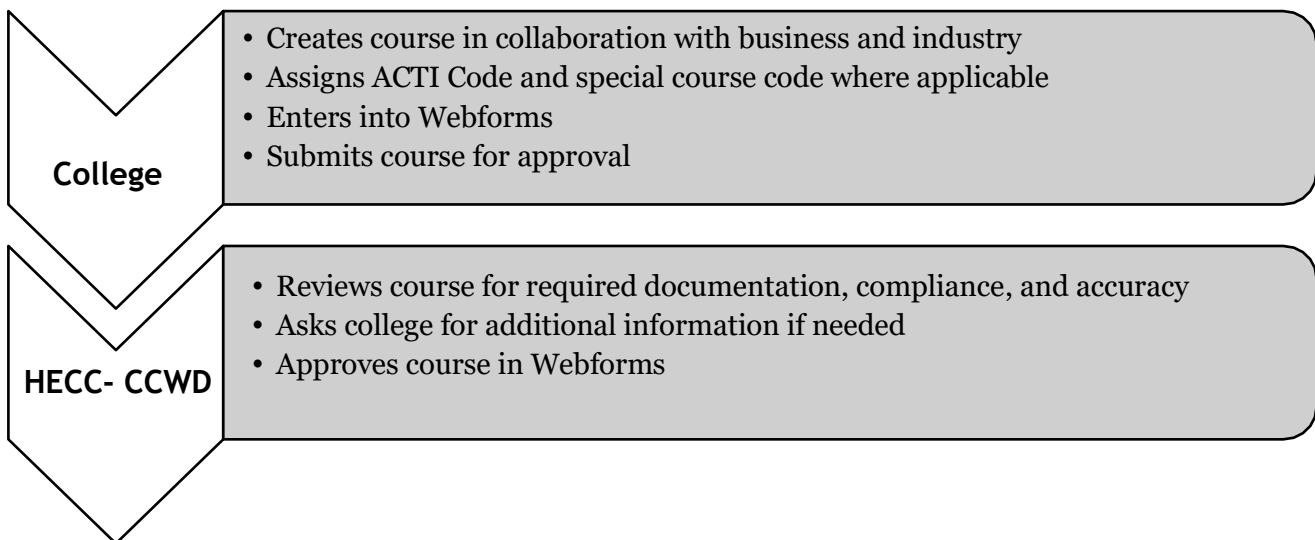 College
• Creates course in collaboration with business and industry
• Assigns ACTI Code and special course code where applicable
• Enters into Webforms
• Submits course for approval
HECC- CCWD
• Reviews course for required documentation, compliance, and accuracy
• Asks college for additional information if needed
• Approves course in Webforms